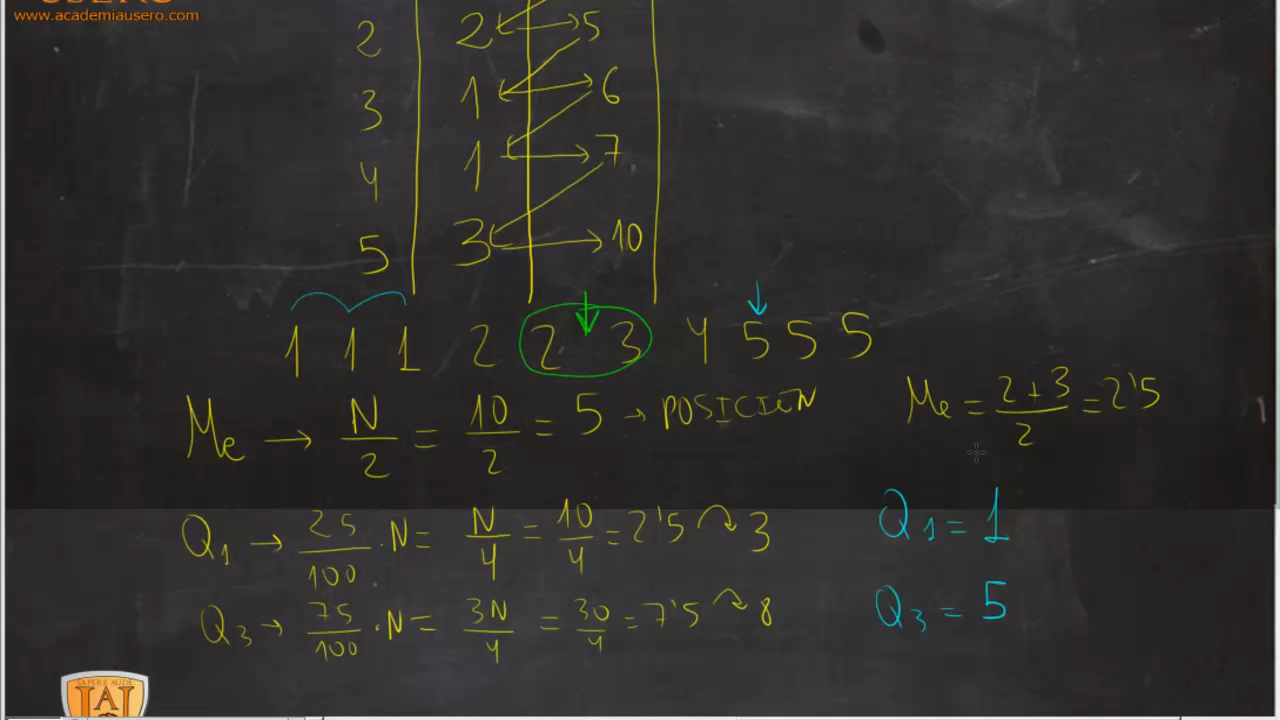 www.academiausero.com
2 2 5
3 1 6
4 1 7
5 3 10
1 1 1 2 2 3 4 5 5 5
Me → N/2 = 10/2 = 5 → POSICION
Me = (2+3)/2 = 2'5
Q1 → 25/100 · N = N/4 = 10/4 = 2'5 ↷ 3
Q1 = 1
Q3 → 75/100 · N = 3N/4 = 30/4 = 7'5 ↷ 8
Q3 = 5
SAPERE AUDE